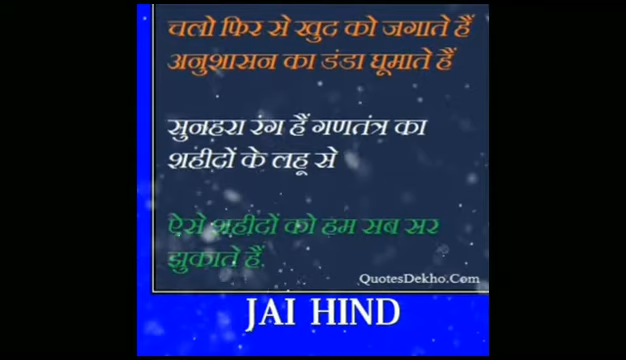 चलो फिर से खुद को जगाते हैं
अनुशासन का डंडा घूमाते हैं
सुनहरा रंग हैं गणतंत्र का
शहीदों के लहू से
ऐसे शहीदों को हम सब सर
झुकाते हैं.
QuotesDekho.Com
JAI HIND